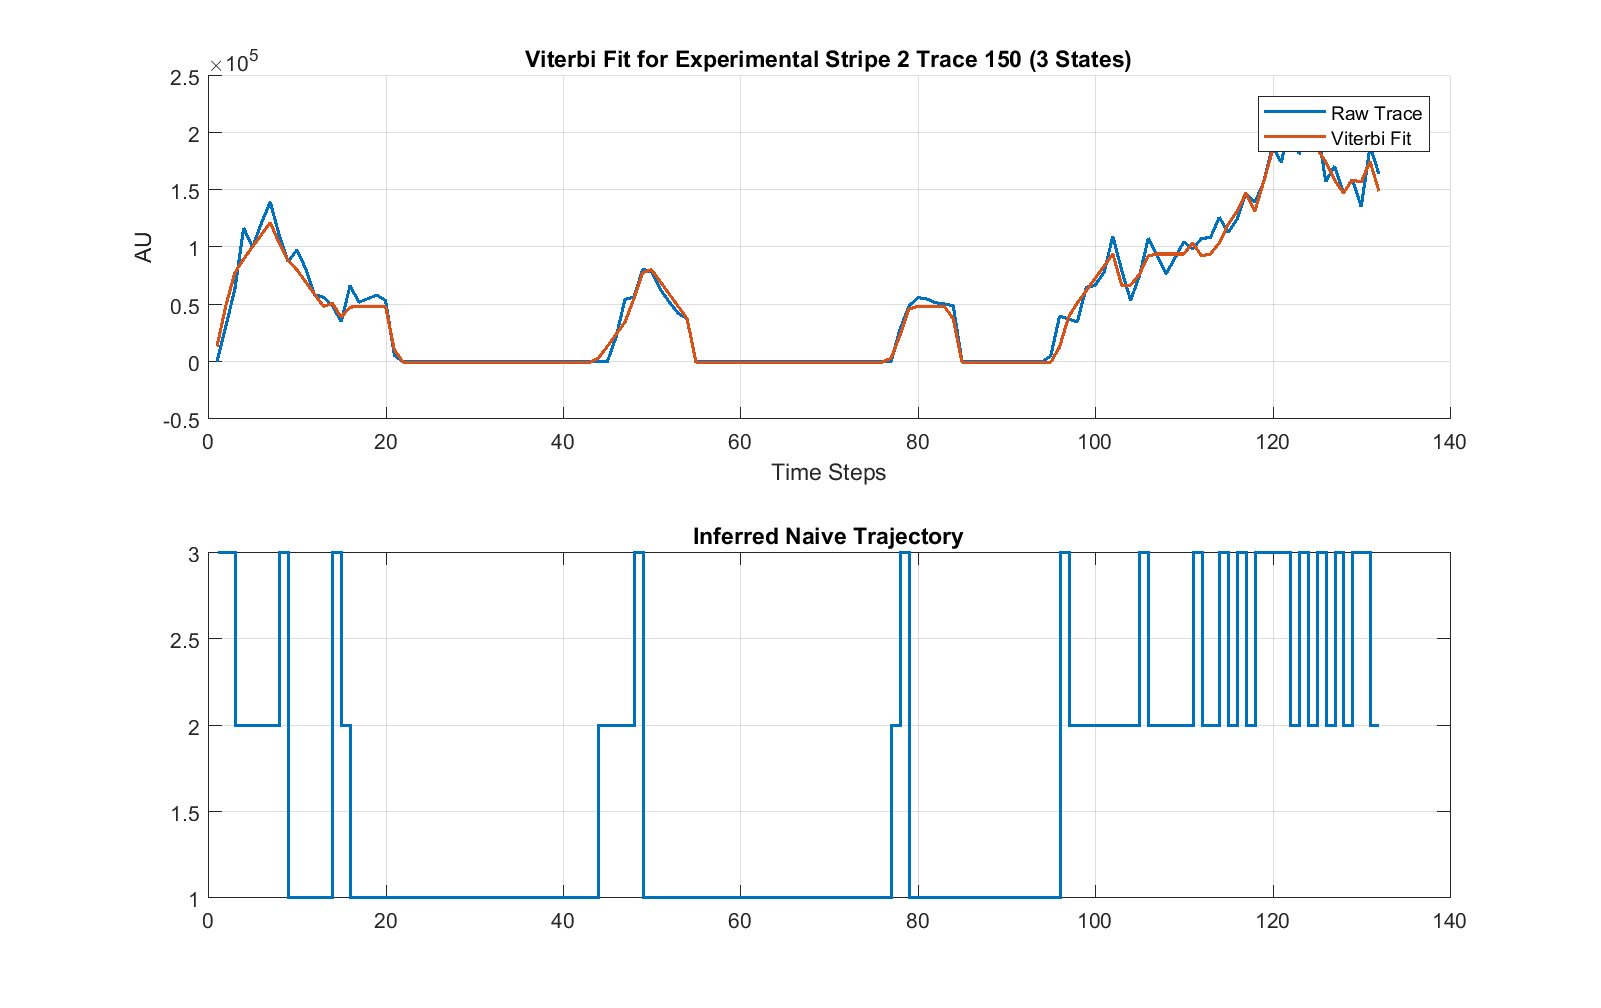 Viterbi Fit for Experimental Stripe 2 Trace 150 (3 States)
×10^5
2.5
2
1.5
1
0.5
0
-0.5
AU
Raw Trace
Viterbi Fit
0 20 40 60 80 100 120 140
Time Steps
Inferred Naive Trajectory
3
2.5
2
1.5
1
0 20 40 60 80 100 120 140